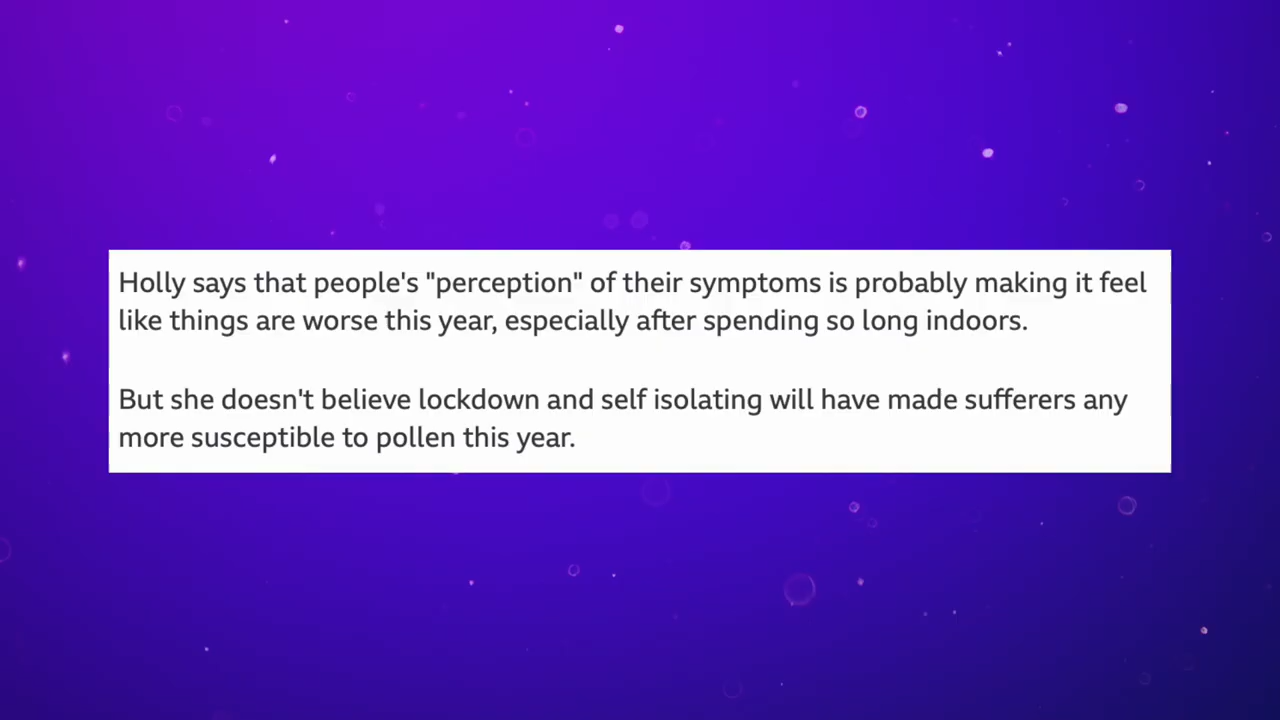 Holly says that people's "perception" of their symptoms is probably making it feel
like things are worse this year, especially after spending so long indoors.
But she doesn't believe lockdown and self isolating will have made sufferers any
more susceptible to pollen this year.